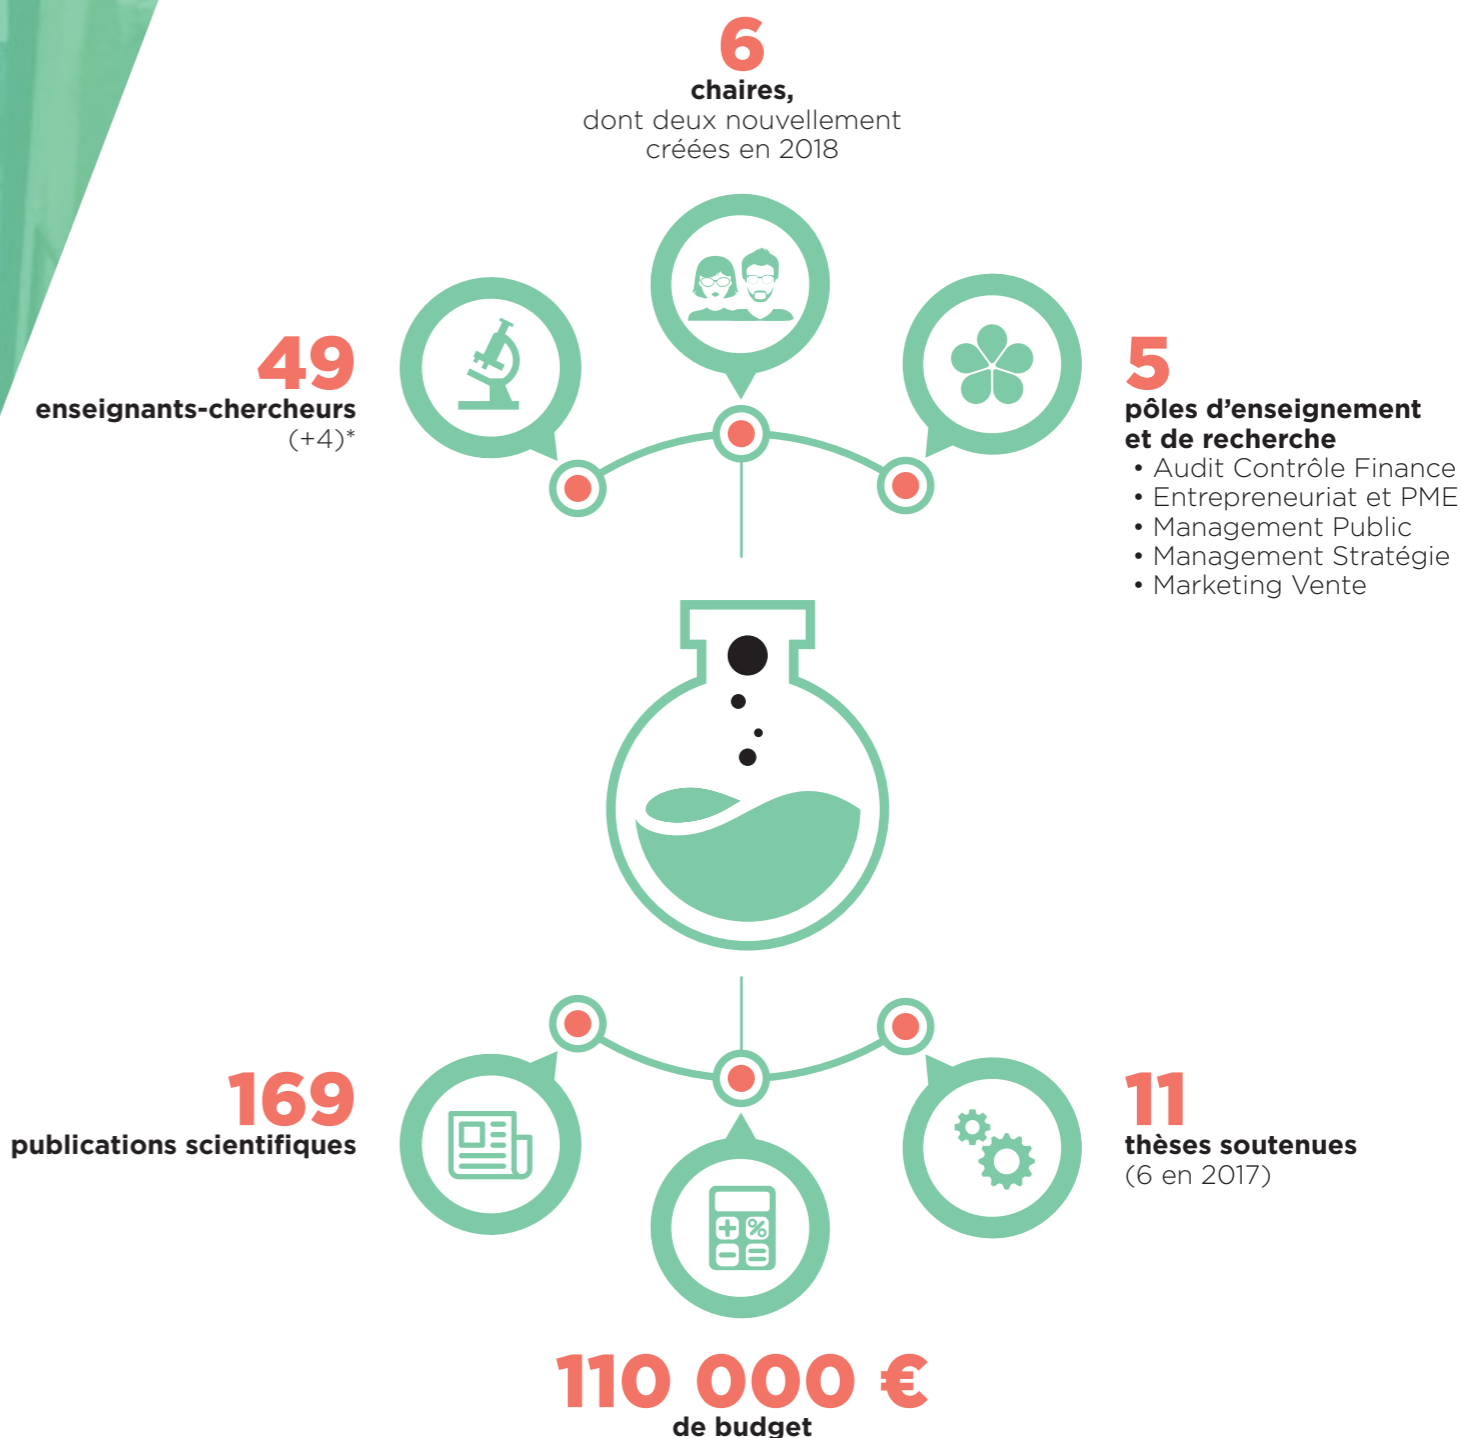 6
chaires,
dont deux nouvellement
créées en 2018
49
enseignants-chercheurs
(+4)*
5
pôles d’enseignement
et de recherche
• Audit Contrôle Finance
• Entrepreneuriat et PME
• Management Public
• Management Stratégie
• Marketing Vente
169
publications scientifiques
11
thèses soutenues
(6 en 2017)
110 000 €
de budget